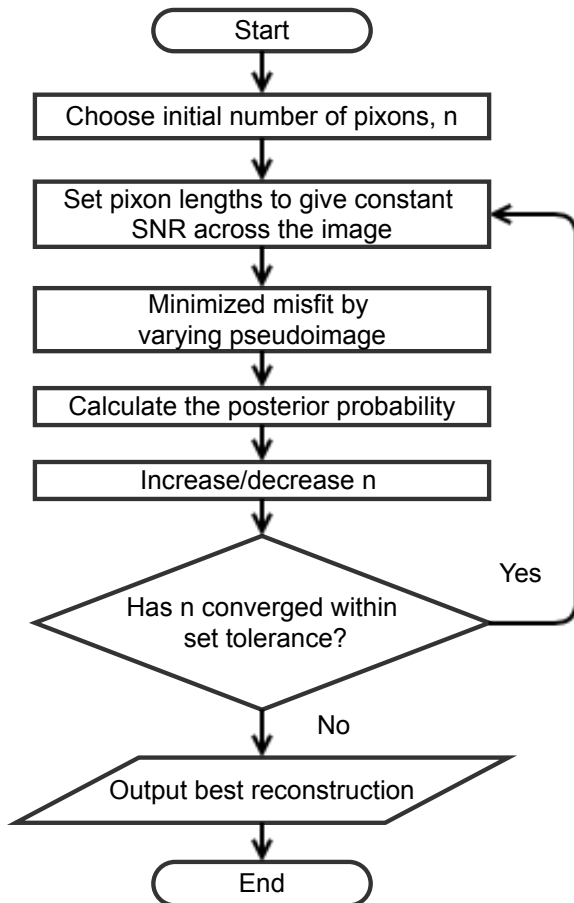 Start
Choose initial number of pixons, n
Set pixon lengths to give constant
SNR across the image
Minimized misfit by
varying pseudoimage
Calculate the posterior probability
Increase/decrease n
Has n converged within
set tolerance?
Yes
No
Output best reconstruction
End